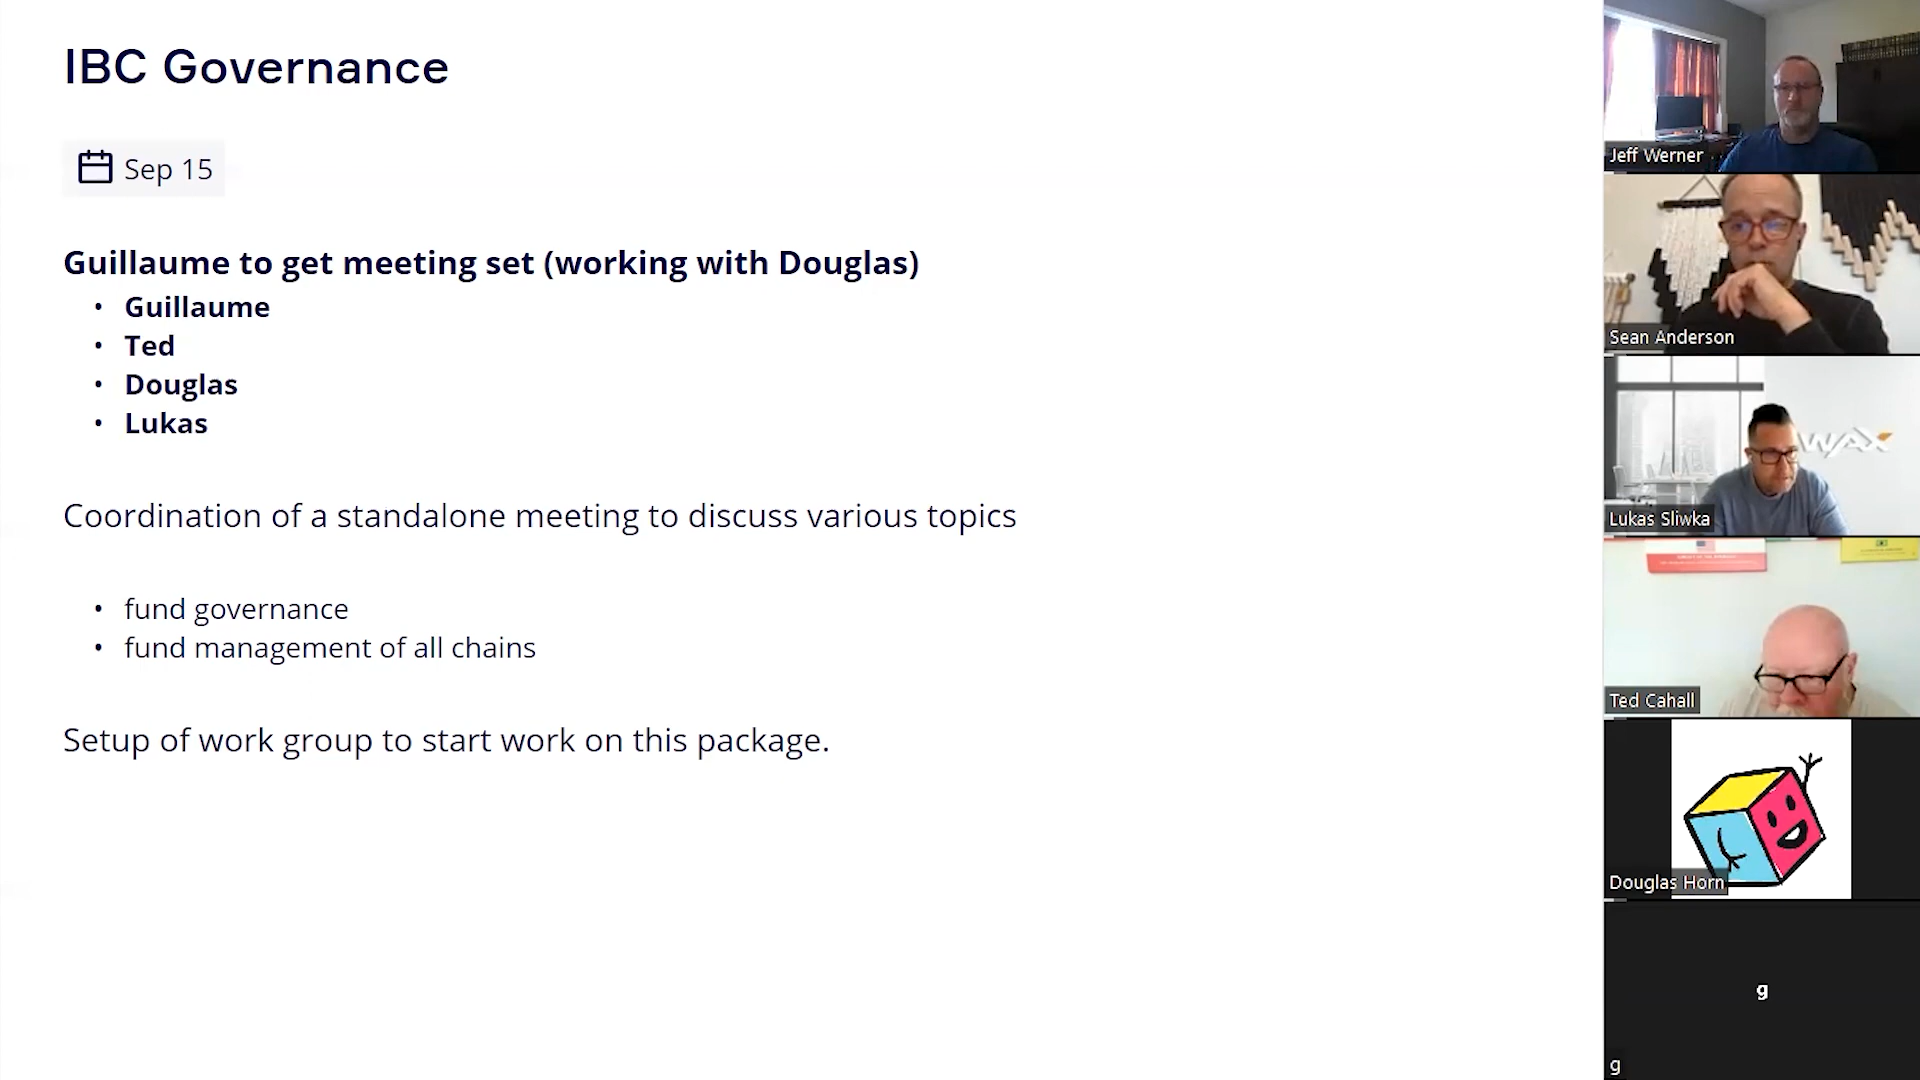 IBC Governance
Sep 15
Guillaume to get meeting set (working with Douglas)
• Guillaume
• Ted
• Douglas
• Lukas
Coordination of a standalone meeting to discuss various topics
• fund governance
• fund management of all chains
Setup of work group to start work on this package.
Jeff Werner
Sean Anderson
WAX
Lukas Sliwka
Ted Cahall
Douglas Horn
g
g